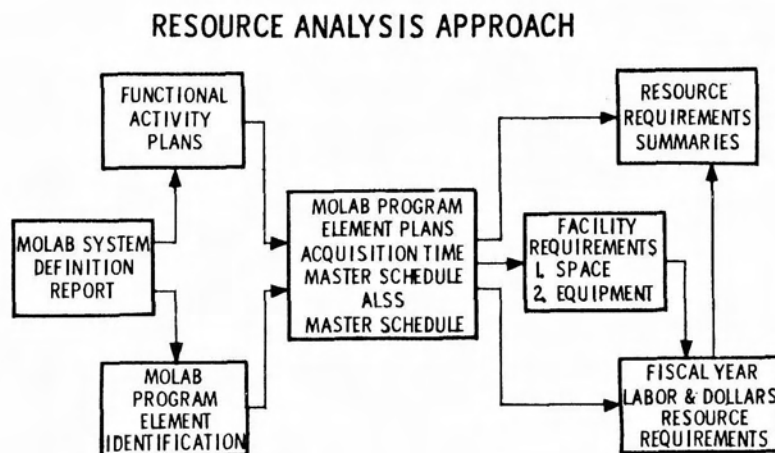 RESOURCE ANALYSIS APPROACH
FUNCTIONAL
ACTIVITY
PLANS
RESOURCE
REQUIREMENTS
SUMMARIES
MOLAB SYSTEM
DEFINITION
REPORT
MOLAB PROGRAM
ELEMENT PLANS
ACQUISITION TIME
MASTER SCHEDULE
ALSS
MASTER SCHEDULE
FACILITY
REQUIREMENTS
1. SPACE
2. EQUIPMENT
MOLAB
PROGRAM
ELEMENT
IDENTIFICATION
FISCAL YEAR
LABOR & DOLLARS
RESOURCE
REQUIREMENTS